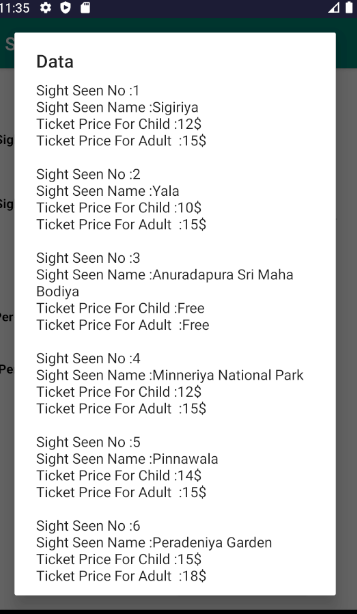 11:35
S
Data
Sight Seen No :1
Sight Seen Name :Sigiriya
Ticket Price For Child :12$
Sig
Ticket Price For Adult  :15$
Sight Seen No :2
Sight Seen Name :Yala
Sig
Ticket Price For Child :10$
Ticket Price For Adult  :15$
Sight Seen No :3
Sight Seen Name :Anuradapura Sri Maha
Bodiya
Ticket Price For Child :Free
Per
Ticket Price For Adult  :Free
Sight Seen No :4
Pe
Sight Seen Name :Minneriya National Park
Ticket Price For Child :12$
Ticket Price For Adult  :15$
Sight Seen No :5
Sight Seen Name :Pinnawala
Ticket Price For Child :14$
Ticket Price For Adult  :15$
Sight Seen No :6
Sight Seen Name :Peradeniya Garden
Ticket Price For Child :15$
Ticket Price For Adult  :18$